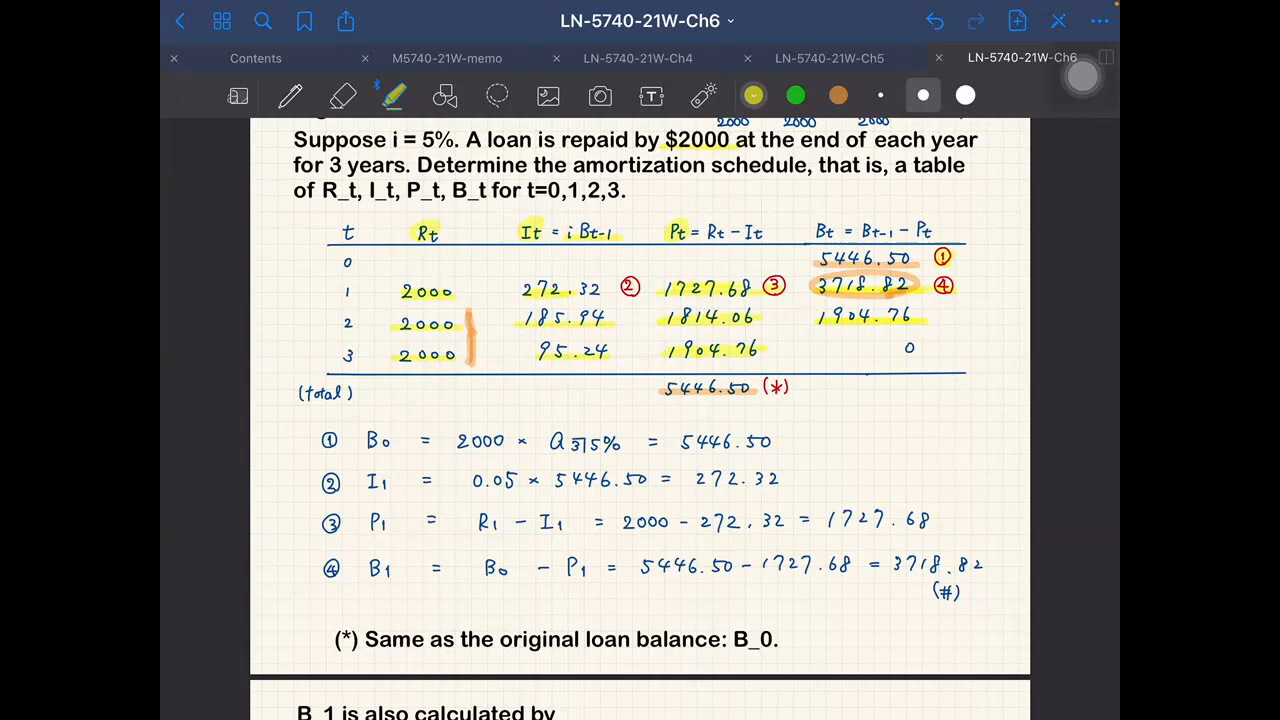 LN-5740-21W-Ch6
Contents M5740-21W-memo LN-5740-21W-Ch4 LN-5740-21W-Ch5 LN-5740-21W-Ch6
2000 2000 2000
Suppose i = 5%. A loan is repaid by $2000 at the end of each year
for 3 years. Determine the amortization schedule, that is, a table
of R_t, I_t, P_t, B_t for t=0,1,2,3.
t Rt It = i Bt-1 Pt = Rt - It Bt = Bt-1 - Pt
0 5446.50 ①
1 2000 272.32 ② 1727.68 ③ 3718.82 ④
2 2000 185.94 1814.06 1904.76
3 2000 95.24 1904.76 0
(total) 5446.50 (*)
① B0 = 2000 × a3|5% = 5446.50
② I1 = 0.05 × 5446.50 = 272.32
③ P1 = R1 - I1 = 2000 - 272.32 = 1727.68
④ B1 = B0 - P1 = 5446.50 - 1727.68 = 3718.82
(#)
(*) Same as the original loan balance: B_0.
B_1 is also calculated by